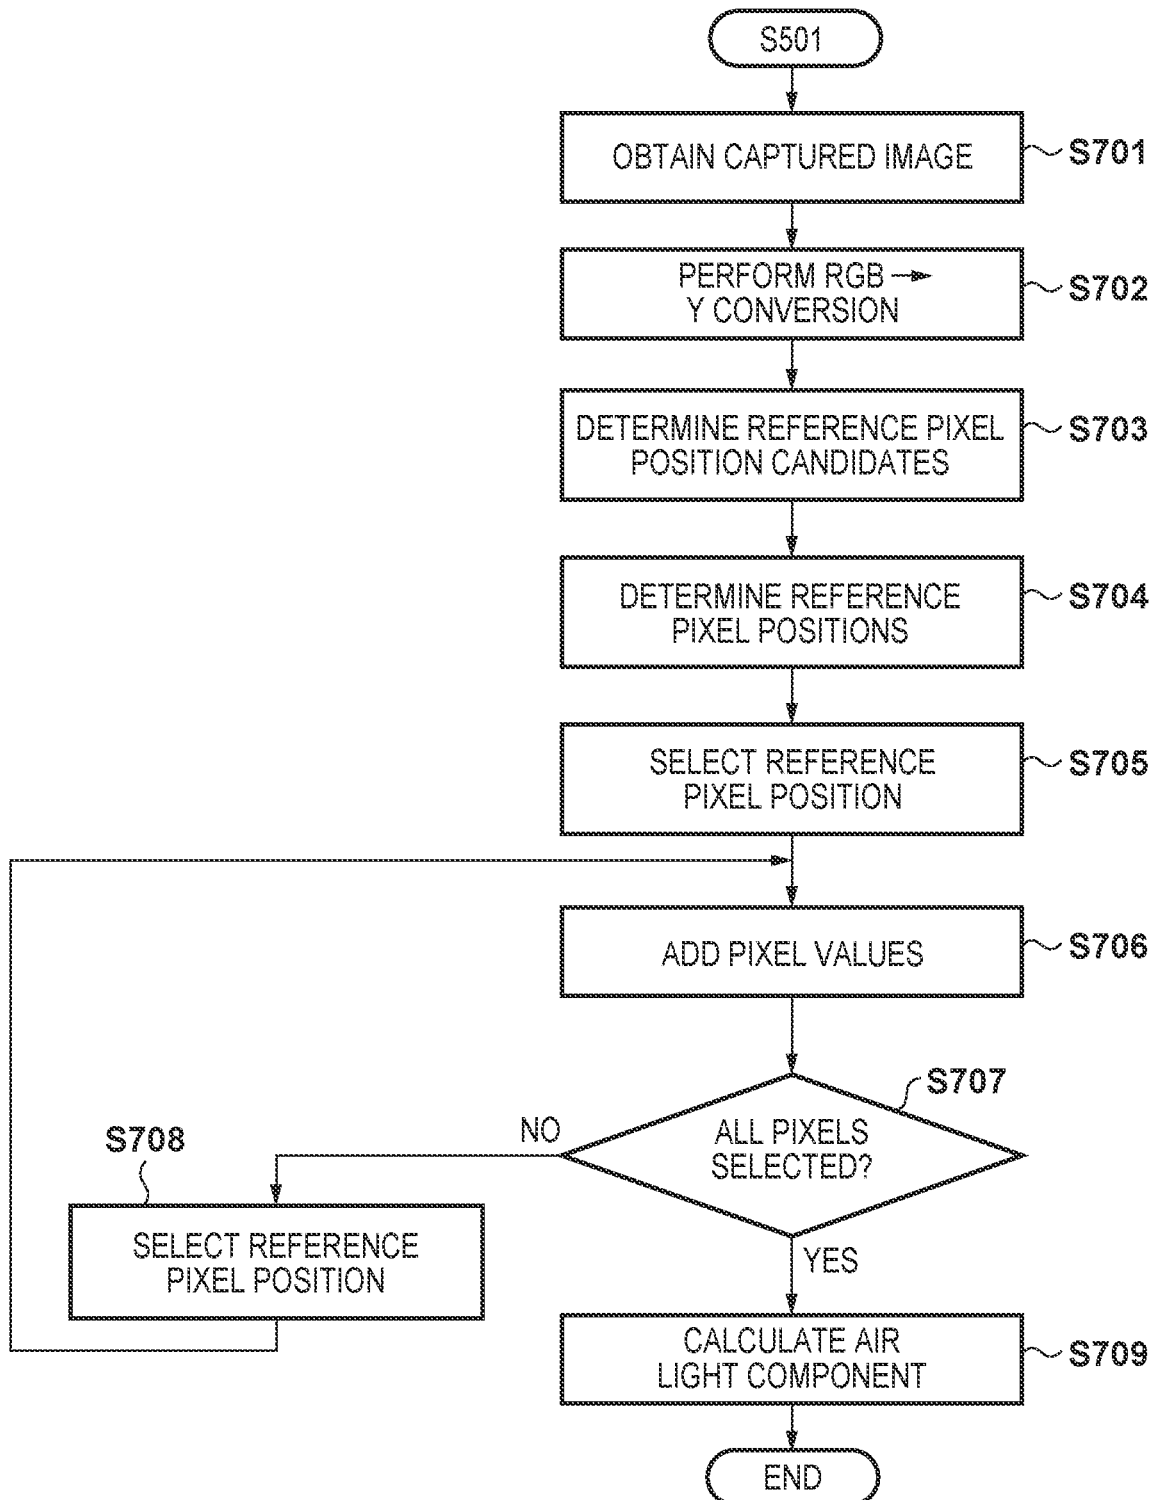 S501
OBTAIN CAPTURED IMAGE
S701
PERFORM RGB →
Y CONVERSION
S702
DETERMINE REFERENCE PIXEL
POSITION CANDIDATES
S703
DETERMINE REFERENCE
PIXEL POSITIONS
S704
SELECT REFERENCE
PIXEL POSITION
S705
ADD PIXEL VALUES
S706
ALL PIXELS
SELECTED?
S707
NO
S708
SELECT REFERENCE
PIXEL POSITION
YES
CALCULATE AIR
LIGHT COMPONENT
S709
END